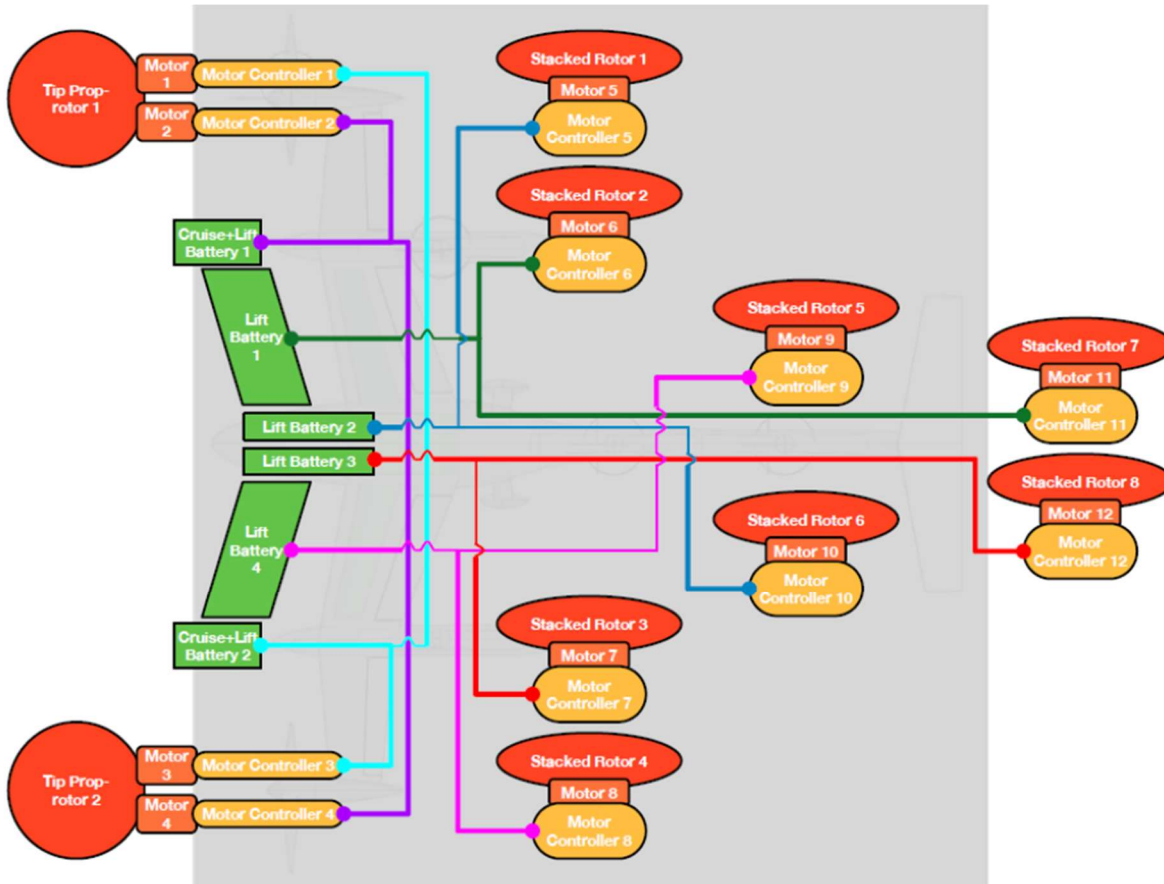 Tip Prop-
rotor 1
Motor
1
Motor Controller 1
Motor
2
Motor Controller 2
Stacked Rotor 1
Motor 5
Motor
Controller 5
Stacked Rotor 2
Motor 6
Motor
Controller 6
Cruise+Lift
Battery 1
Lift
Battery
1
Lift Battery 2
Lift Battery 3
Lift
Battery
4
Cruise+Lift
Battery 2
Stacked Rotor 5
Motor 9
Motor
Controller 9
Stacked Rotor 7
Motor 11
Motor
Controller 11
Stacked Rotor 6
Motor 10
Motor
Controller 10
Stacked Rotor 8
Motor 12
Motor
Controller 12
Stacked Rotor 3
Motor 7
Motor
Controller 7
Stacked Rotor 4
Motor 8
Motor
Controller 8
Tip Prop-
rotor 2
Motor
3
Motor Controller 3
Motor
4
Motor Controller 4